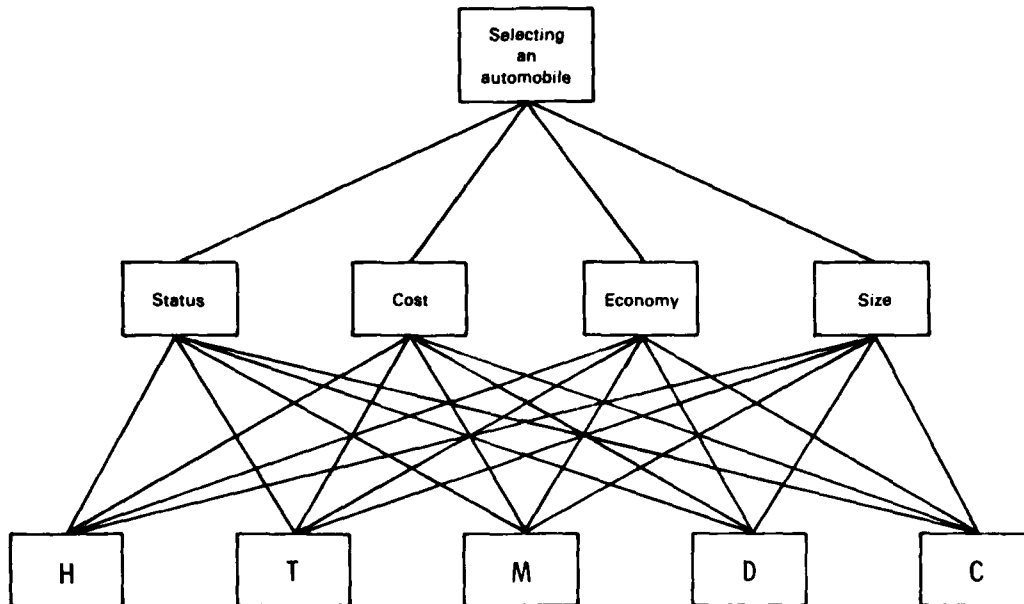 Selecting
an
automobile
Status
Cost
Economy
Size
H
T
M
D
C